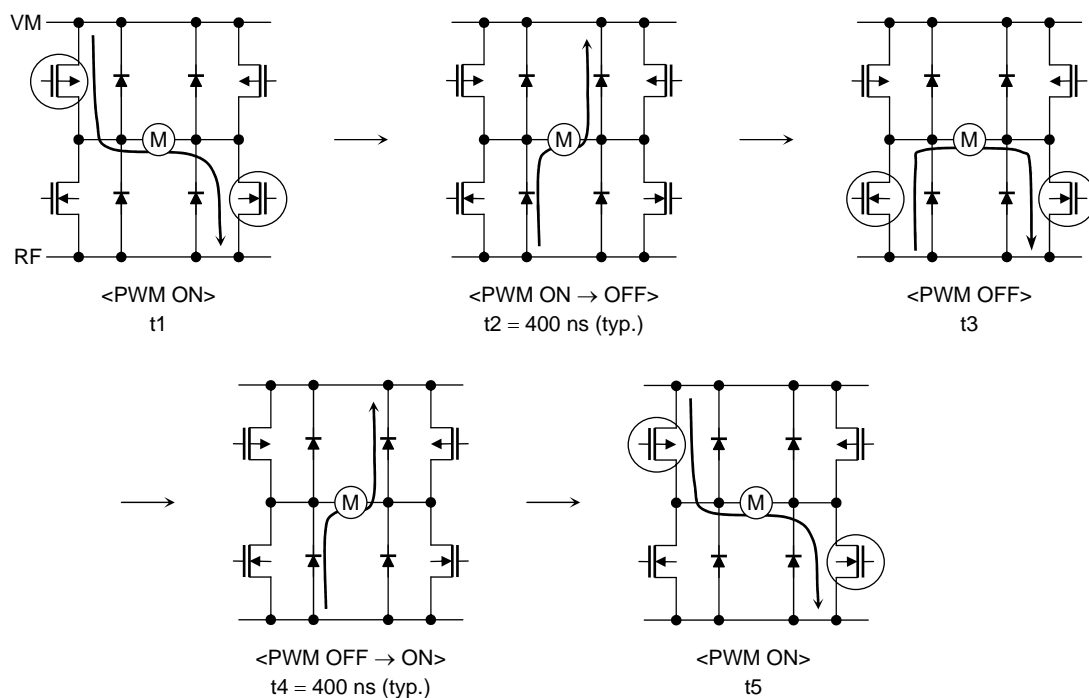 VM
M
M
M
RF
<PWM ON>
t1
<PWM ON → OFF>
t2 = 400 ns (typ.)
<PWM OFF>
t3
M
M
<PWM OFF → ON>
t4 = 400 ns (typ.)
<PWM ON>
t5